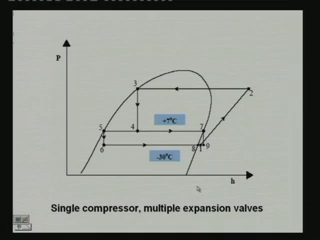 P
3
2
+7°C
5
4
7
6
8
1
9
-30°C
h
Single compressor, multiple expansion valves